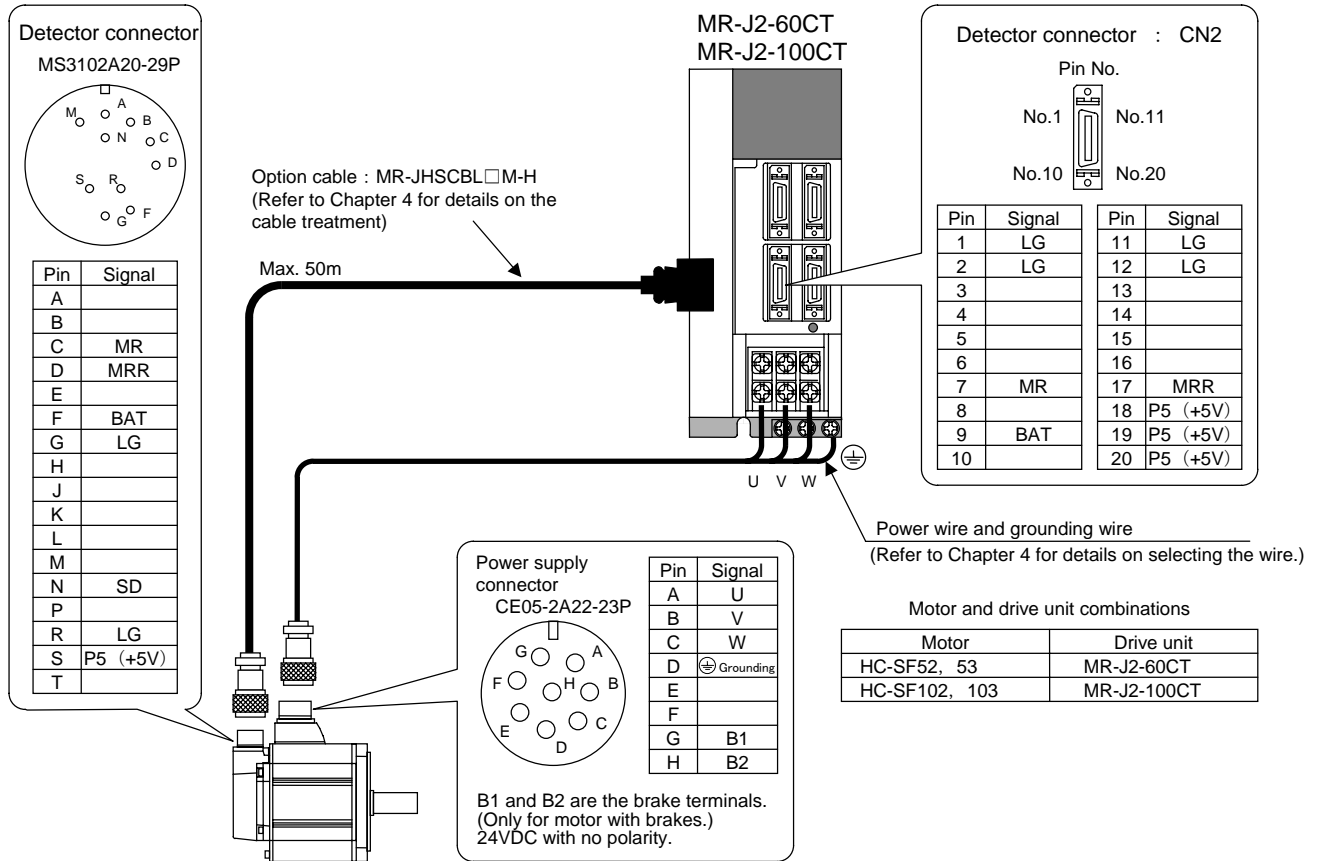 Detector connector
MS3102A20-29P
A
M
B
N
C
D
S
R
F
G
Pin Signal
A
B
C MR
D MRR
E
F BAT
G LG
H
J
K
L
M
N SD
P
R LG
S P5 (+5V)
T
Option cable : MR-JHSCBL□M-H
(Refer to Chapter 4 for details on the
cable treatment)
Max. 50m
MR-J2-60CT
MR-J2-100CT
U V W
Detector connector : CN2
Pin No.
No.1 No.11
No.10 No.20
Pin Signal Pin Signal
1 LG 11 LG
2 LG 12 LG
3 13
4 14
5 15
6 16
7 MR 17 MRR
8 18 P5 (+5V)
9 BAT 19 P5 (+5V)
10 20 P5 (+5V)
Power wire and grounding wire
(Refer to Chapter 4 for details on selecting the wire.)
Power supply
connector
CE05-2A22-23P
G A
F H B
E C
D
Pin Signal
A U
B V
C W
D Grounding
E
F
G B1
H B2
B1 and B2 are the brake terminals.
(Only for motor with brakes.)
24VDC with no polarity.
Motor and drive unit combinations
Motor Drive unit
HC-SF52, 53 MR-J2-60CT
HC-SF102, 103 MR-J2-100CT